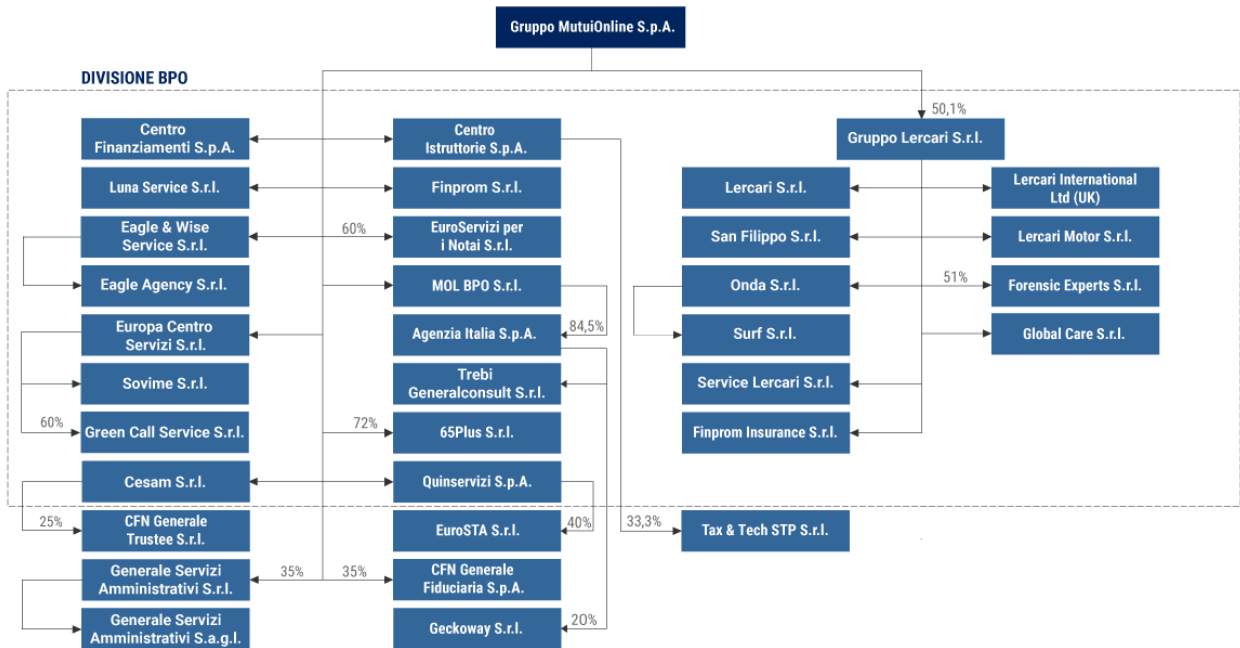 Gruppo MutuiOnline S.p.A.
DIVISIONE BPO
50,1%
Centro
Finanziamenti S.p.A.
Centro
Istruttorie S.p.A.
Gruppo Lercari S.r.l.
Luna Service S.r.l.
Finprom S.r.l.
Lercari S.r.l.
Lercari International
Ltd (UK)
Eagle & Wise
Service S.r.l.
60%
EuroServizi per
i Notai S.r.l.
San Filippo S.r.l.
Lercari Motor S.r.l.
Eagle Agency S.r.l.
MOL BPO S.r.l.
Onda S.r.l.
51%
Forensic Experts S.r.l.
Europa Centro
Servizi S.r.l.
Agenzia Italia S.p.A.
84,5%
Surf S.r.l.
Global Care S.r.l.
Sovime S.r.l.
Trebi
Generalconsult S.r.l.
Service Lercari S.r.l.
60%
Green Call Service S.r.l.
72%
65Plus S.r.l.
Finprom Insurance S.r.l.
Cesam S.r.l.
Quinservizi S.p.A.
25%
CFN Generale
Trustee S.r.l.
EuroSTA S.r.l.
40%
33,3%
Tax & Tech STP S.r.l.
Generale Servizi
Amministrativi S.r.l.
35%
35%
CFN Generale
Fiduciaria S.p.A.
Generale Servizi
Amministrativi S.a.g.l.
Geckoway S.r.l.
20%